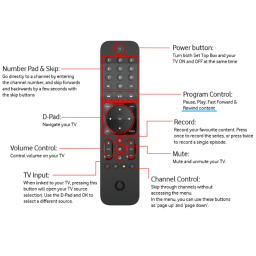 Power button:
Turn both Set Top Box and your
TV ON and OFF at the same time
Number Pad & Skip:
Go directly to a channel by entering
the channel number, and skip forwards
and backwards by a few seconds with
the skip buttons
Program Control:
Pause, Play, Fast Forward &
Rewind content
D-Pad:
Navigate your TV
Record:
Record your favourite content. Press
once to record the series, or press twice
to record a single episode.
Volume Control:
Control volume on your TV
Mute:
Mute and unmute your TV.
TV Input:
When linked to your TV, pressing this
button will open your TV source
selection. Use the D-Pad and OK to
select a different source.
Channel Control:
Skip through channels without
accessing the menu.
In the menu, you can use these buttons
as 'page up' and 'page down'.